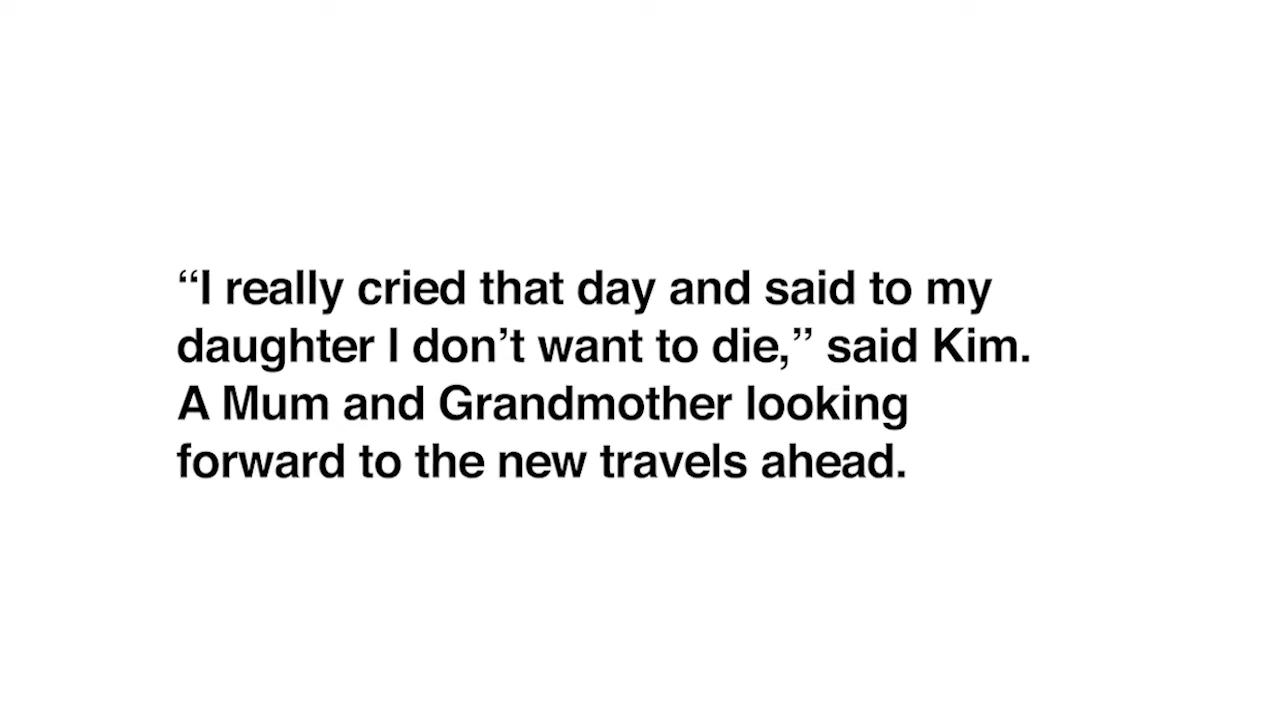 “I really cried that day and said to my
daughter I don’t want to die,” said Kim.
A Mum and Grandmother looking
forward to the new travels ahead.